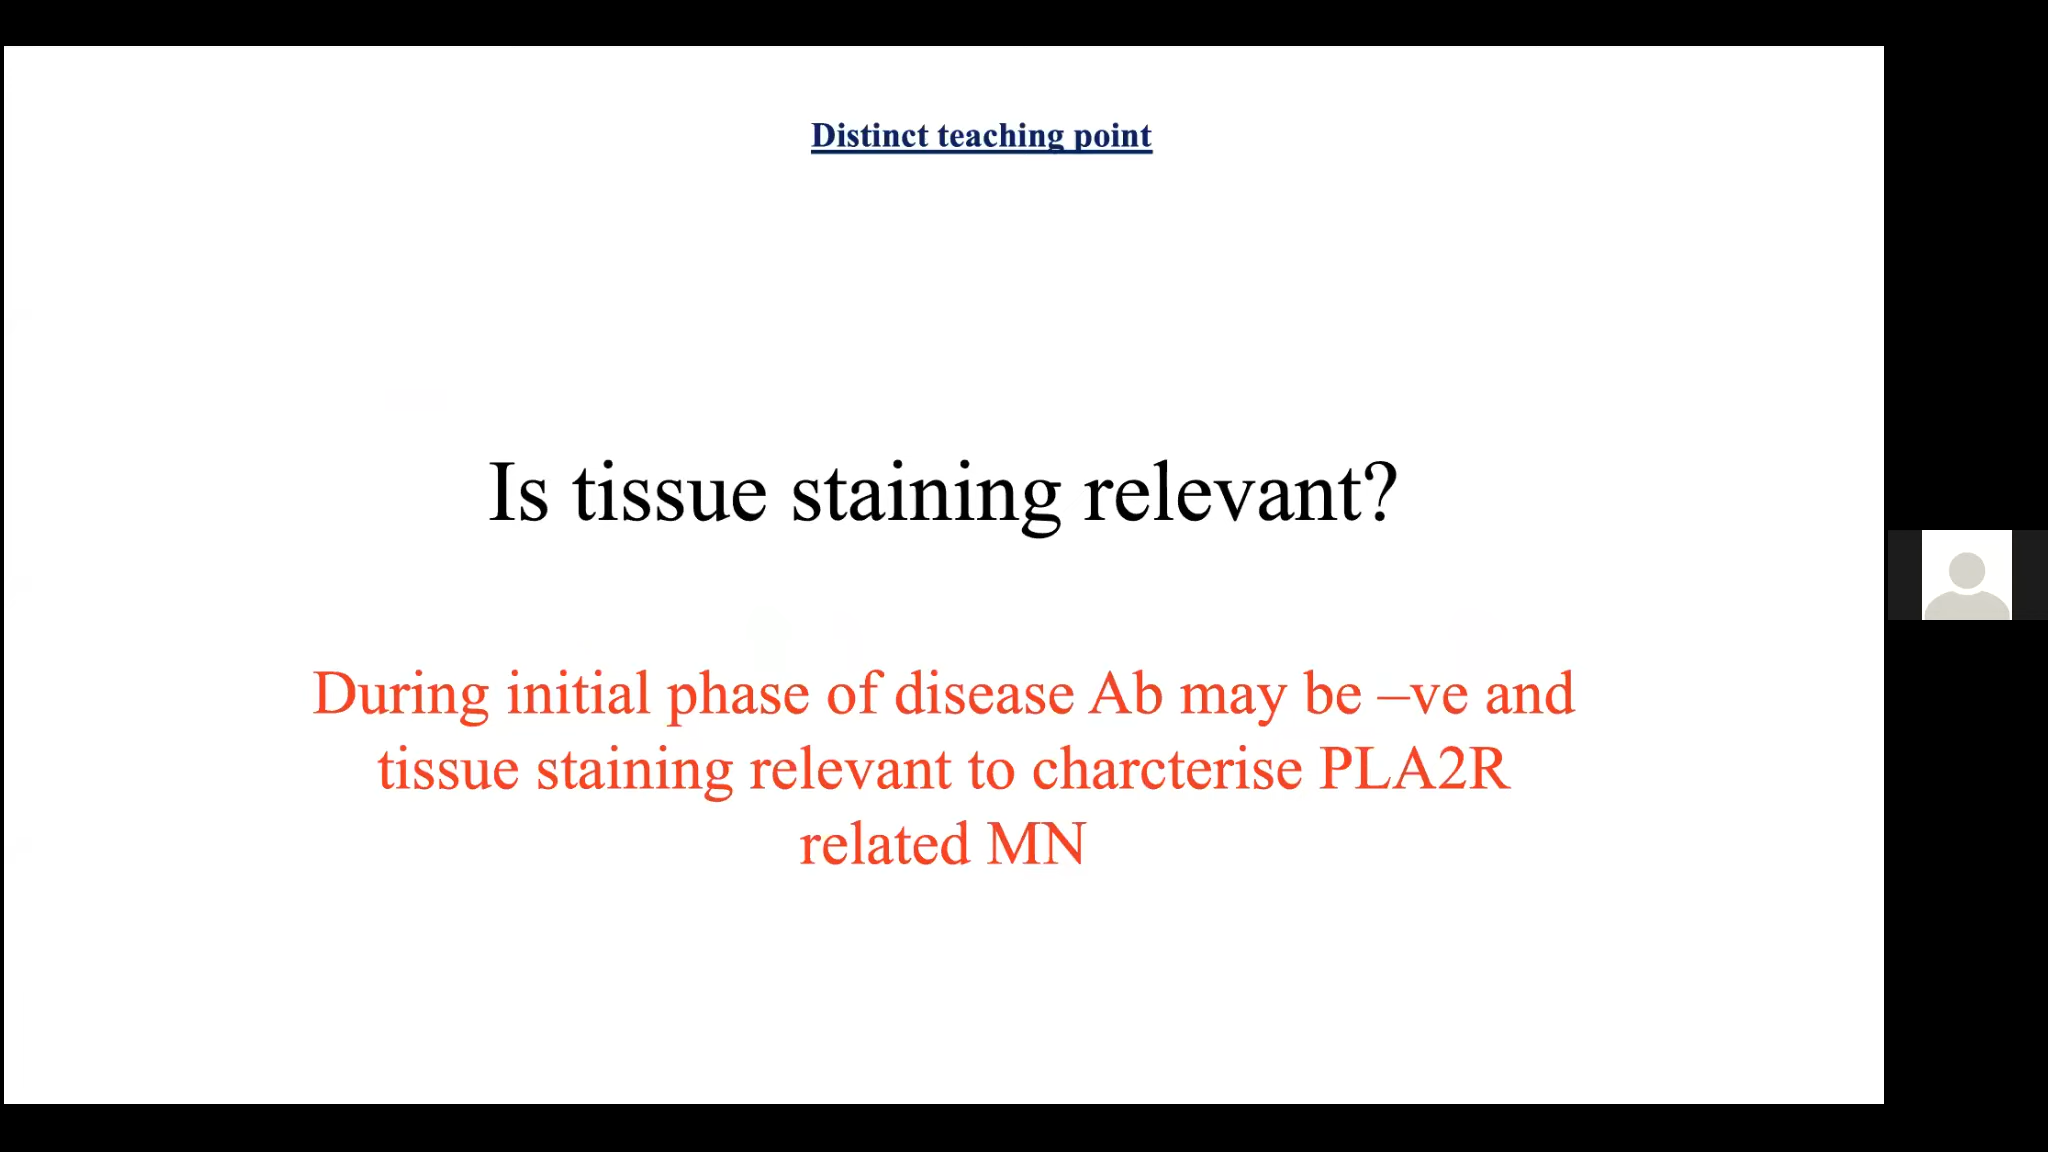 Distinct teaching point
Is tissue staining relevant?
During initial phase of disease Ab may be –ve and
tissue staining relevant to charcterise PLA2R
related MN